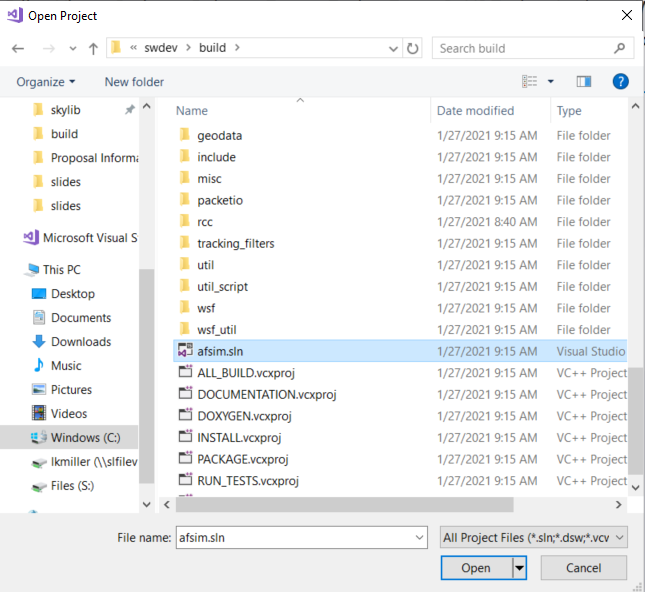 Open Project
« swdev > build >
Search build
Organize
New folder
Name
Date modified
Type
skylib
build
Proposal Informa
slides
slides
Microsoft Visual S
This PC
Desktop
Documents
Downloads
Music
Pictures
Videos
Windows (C:)
lkmiller (\\slfilev
Files (S:)
geodata 1/27/2021 9:15 AM File folder
include 1/27/2021 9:15 AM File folder
misc 1/27/2021 9:15 AM File folder
packetio 1/27/2021 9:15 AM File folder
rcc 1/27/2021 8:40 AM File folder
tracking_filters 1/27/2021 9:15 AM File folder
util 1/27/2021 9:15 AM File folder
util_script 1/27/2021 9:15 AM File folder
wsf 1/27/2021 9:15 AM File folder
wsf_util 1/27/2021 9:15 AM File folder
afsim.sln 1/27/2021 9:15 AM Visual Studio
ALL_BUILD.vcxproj 1/27/2021 9:15 AM VC++ Project
DOCUMENTATION.vcxproj 1/27/2021 9:15 AM VC++ Project
DOXYGEN.vcxproj 1/27/2021 9:15 AM VC++ Project
INSTALL.vcxproj 1/27/2021 9:15 AM VC++ Project
PACKAGE.vcxproj 1/27/2021 9:15 AM VC++ Project
RUN_TESTS.vcxproj 1/27/2021 9:15 AM VC++ Project
File name: afsim.sln
All Project Files (*.sln;*.dsw;*.vcv
Open
Cancel